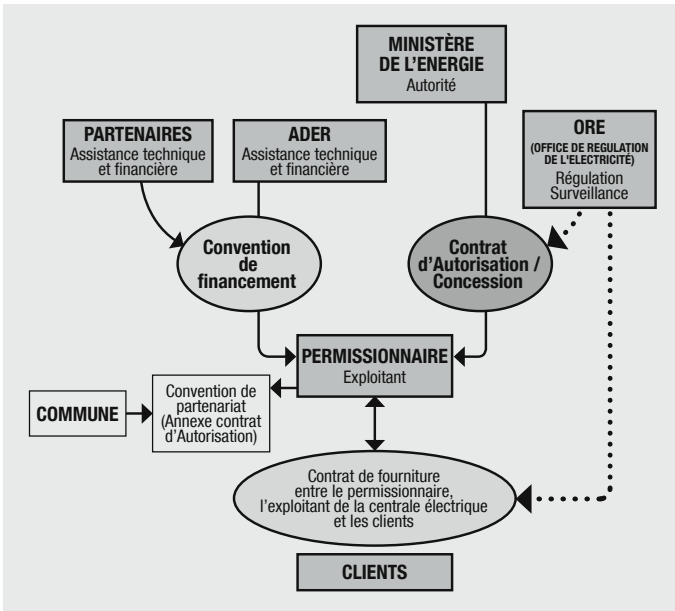 MINISTÈRE
DE L'ENERGIE
Autorité
PARTENAIRES
Assistance technique
et financière
ADER
Assistance technique
et financière
ORE
(OFFICE DE REGULATION
DE L'ELECTRICITÉ)
Régulation
Surveillance
Convention
de
financement
Contrat
d'Autorisation /
Concession
PERMISSIONNAIRE
Exploitant
COMMUNE
Convention de
partenariat
(Annexe contrat
d'Autorisation)
Contrat de fourniture
entre le permissionnaire,
l'exploitant de la centrale électrique
et les clients
CLIENTS